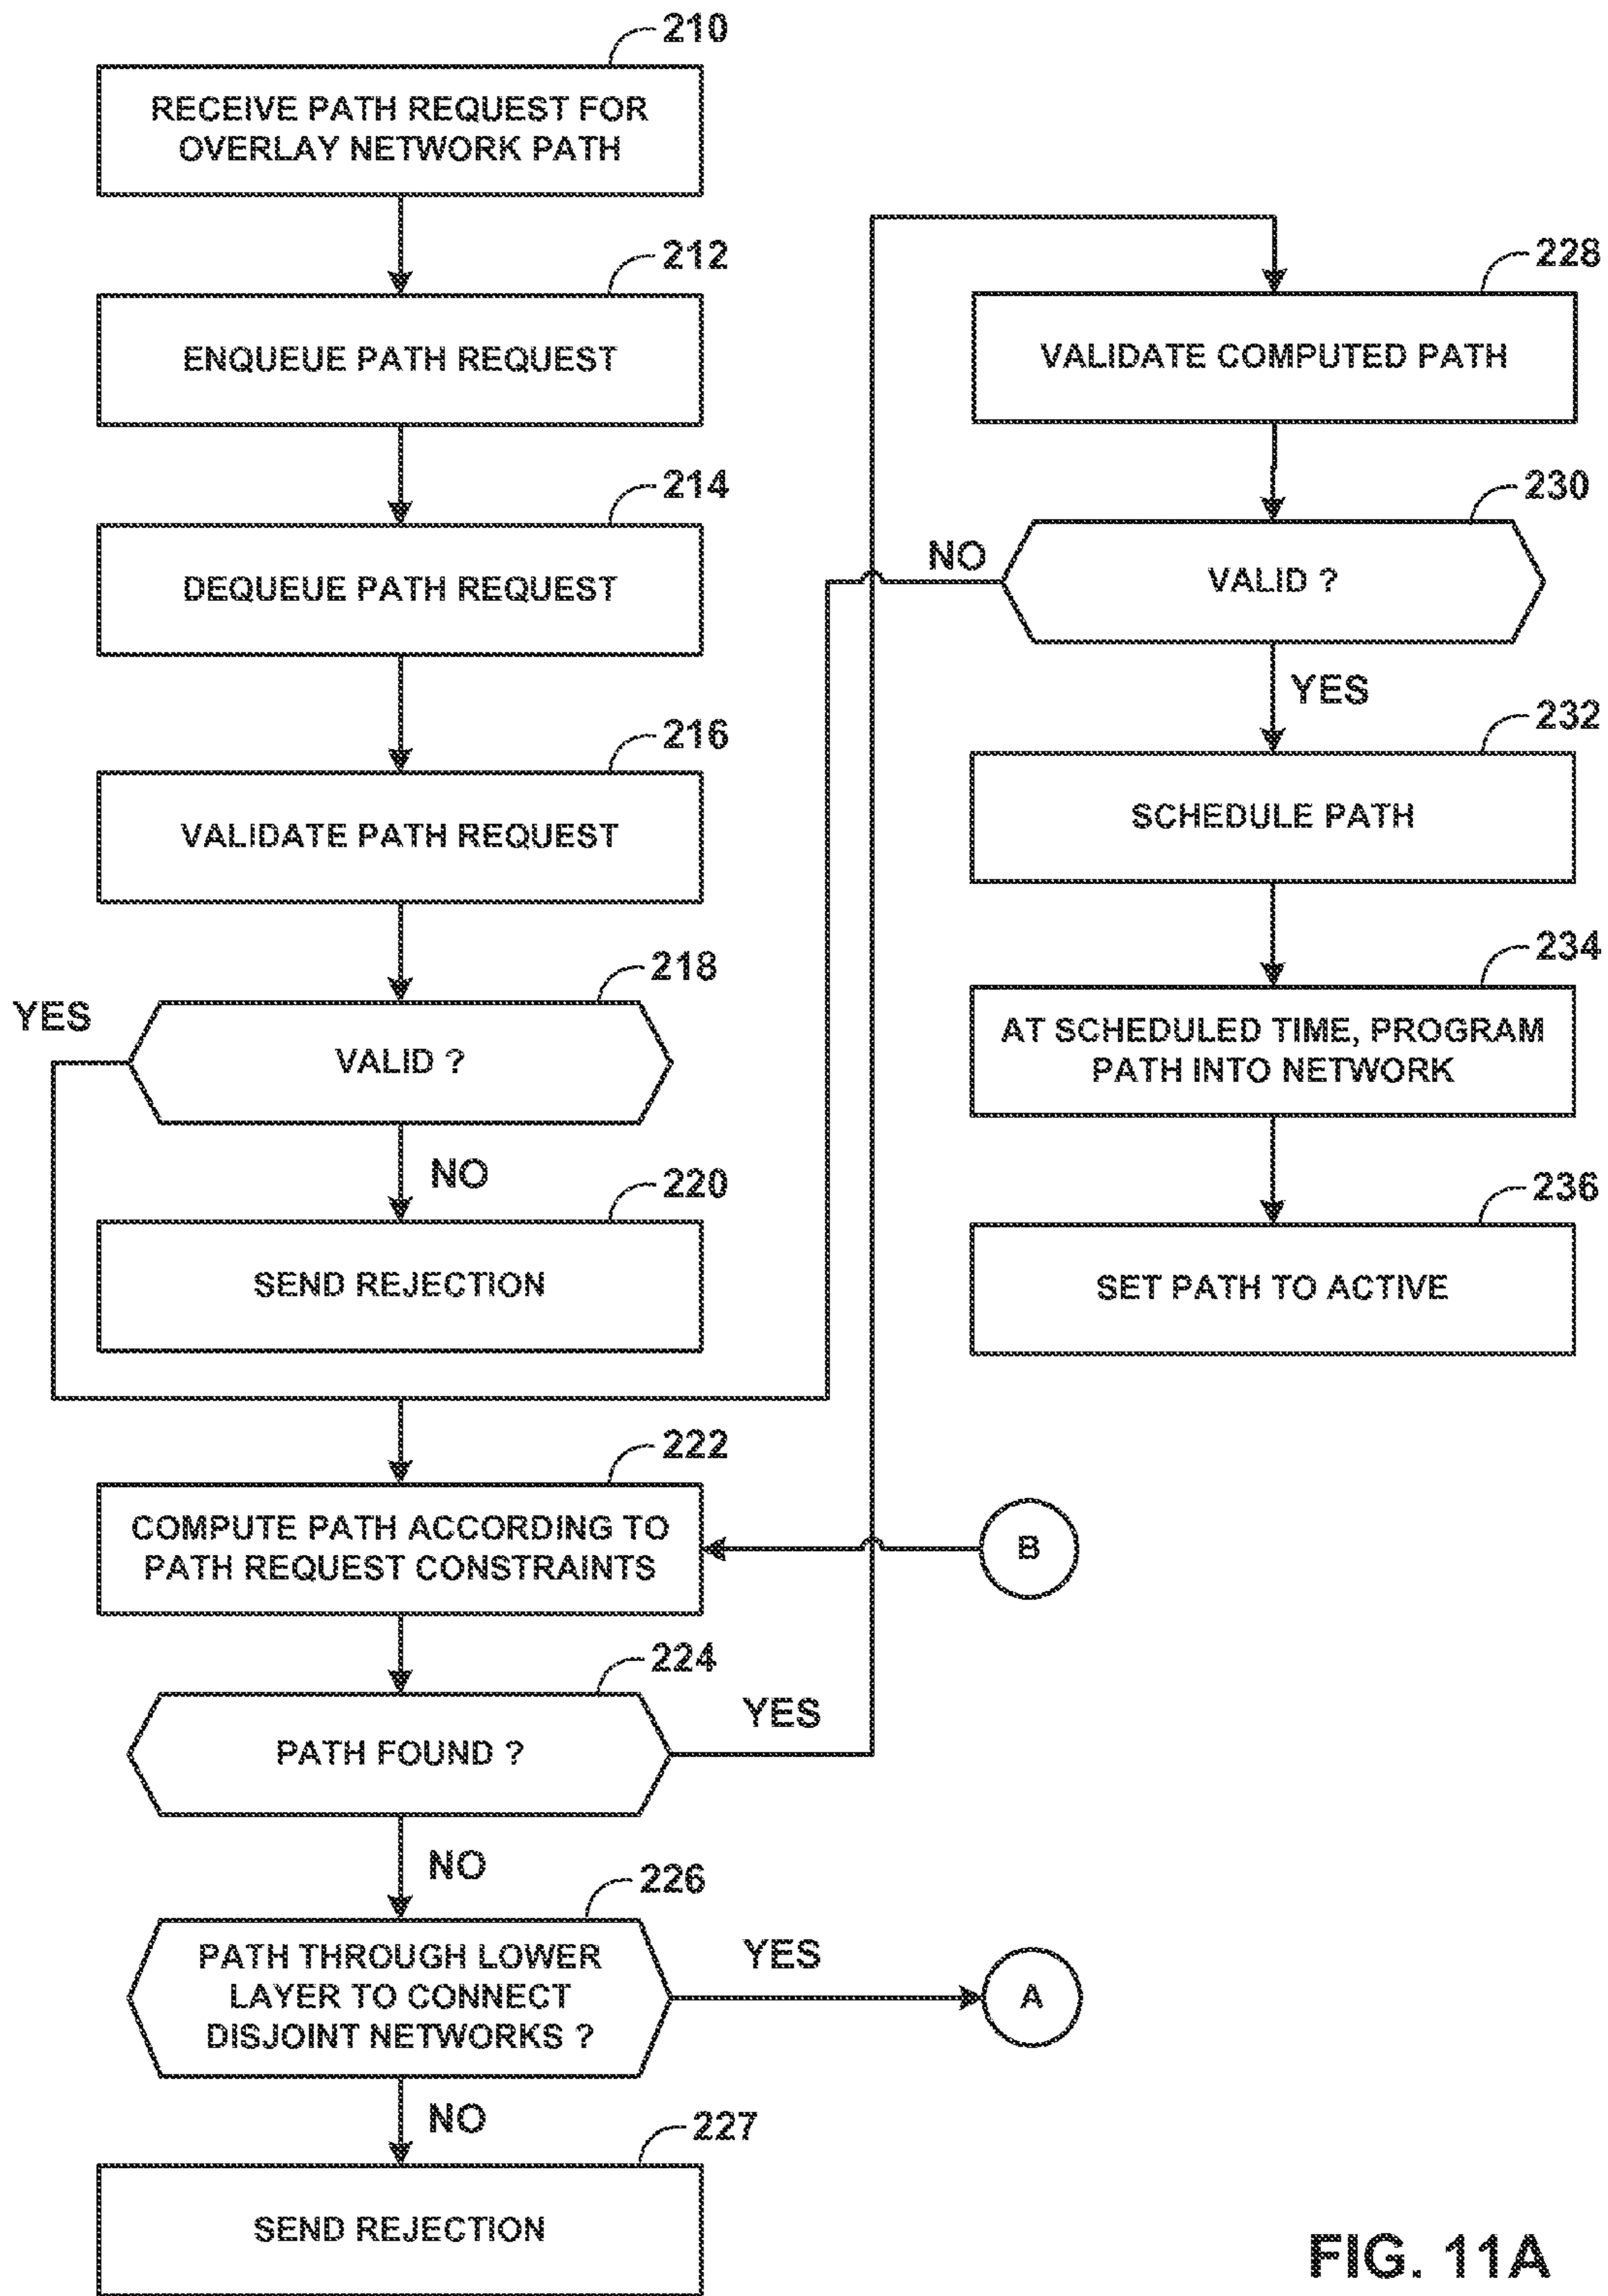 210
RECEIVE PATH REQUEST FOR
OVERLAY NETWORK PATH
212
ENQUEUE PATH REQUEST
214
DEQUEUE PATH REQUEST
216
VALIDATE PATH REQUEST
218
YES
VALID ?
NO
220
SEND REJECTION
222
COMPUTE PATH ACCORDING TO
PATH REQUEST CONSTRAINTS
B
224
YES
PATH FOUND ?
NO
226
PATH THROUGH LOWER
LAYER TO CONNECT
DISJOINT NETWORKS ?
YES
A
NO
227
SEND REJECTION
228
VALIDATE COMPUTED PATH
230
NO
VALID ?
YES
232
SCHEDULE PATH
234
AT SCHEDULED TIME, PROGRAM
PATH INTO NETWORK
236
SET PATH TO ACTIVE
FIG. 11A